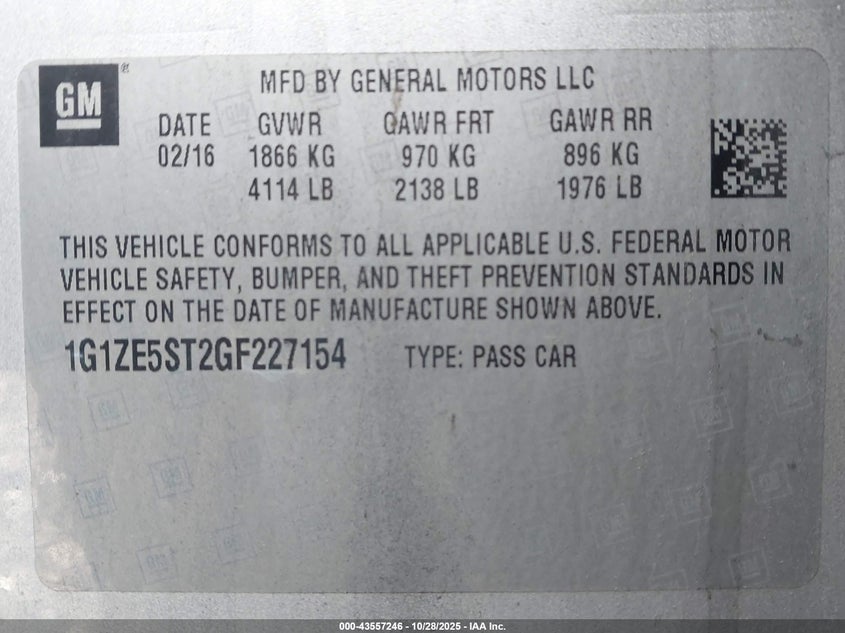 GM
MFD BY GENERAL MOTORS LLC
DATE GVWR GAWR FRT GAWR RR
02/16 1866 KG 970 KG 896 KG
4114 LB 2138 LB 1976 LB
THIS VEHICLE CONFORMS TO ALL APPLICABLE U.S. FEDERAL MOTOR
VEHICLE SAFETY, BUMPER, AND THEFT PREVENTION STANDARDS IN
EFFECT ON THE DATE OF MANUFACTURE SHOWN ABOVE.
1G1ZE5ST2GF227154 TYPE: PASS CAR
000-43557246 - 10/28/2025 - IAA Inc.